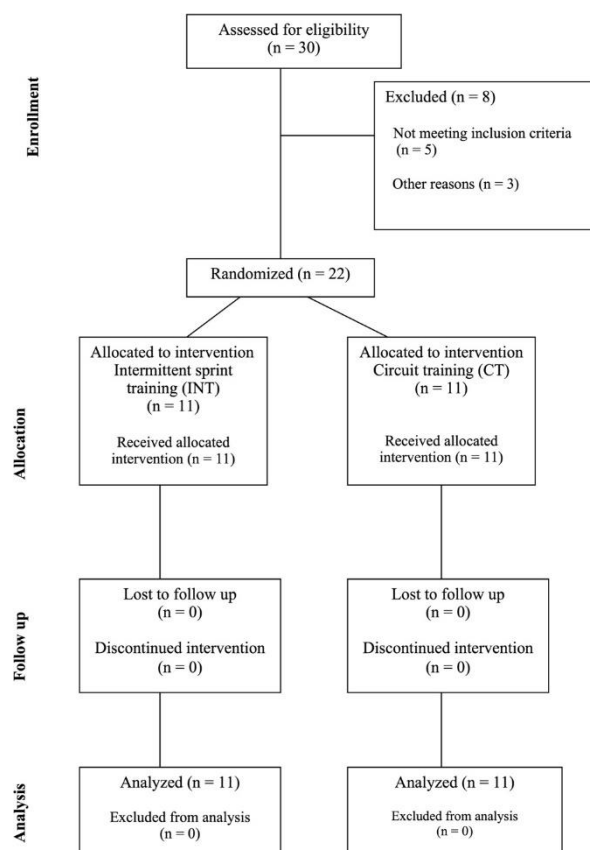 Assessed for eligibility
(n = 30)
Enrollment
Excluded (n = 8)
Not meeting inclusion criteria
(n = 5)
Other reasons (n = 3)
Randomized (n = 22)
Allocation
Allocated to intervention
Intermittent sprint
training (INT)
(n = 11)
Received allocated
intervention (n = 11)
Allocated to intervention
Circuit training (CT)
(n = 11)
Received allocated
intervention (n = 11)
Follow up
Lost to follow up
(n = 0)
Discontinued intervention
(n = 0)
Lost to follow up
(n = 0)
Discontinued intervention
(n = 0)
Analysis
Analyzed (n = 11)
Excluded from analysis
(n = 0)
Analyzed (n = 11)
Excluded from analysis
(n = 0)